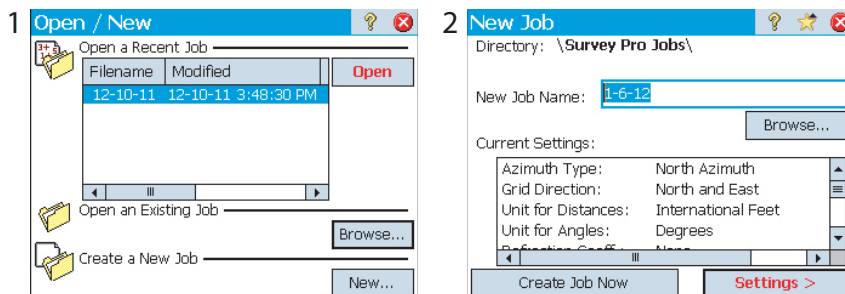 1 Open / New
Open a Recent Job
Filename Modified
Open
12-10-11 12-10-11 3:48:30 PM
Open an Existing Job
Browse...
Create a New Job
New...
2 New Job
Directory: \Survey Pro Jobs\
New Job Name: 1-6-12
Browse...
Current Settings:
Azimuth Type: North Azimuth
Grid Direction: North and East
Unit for Distances: International Feet
Unit for Angles: Degrees
Refraction Coeff.: None
Create Job Now
Settings >